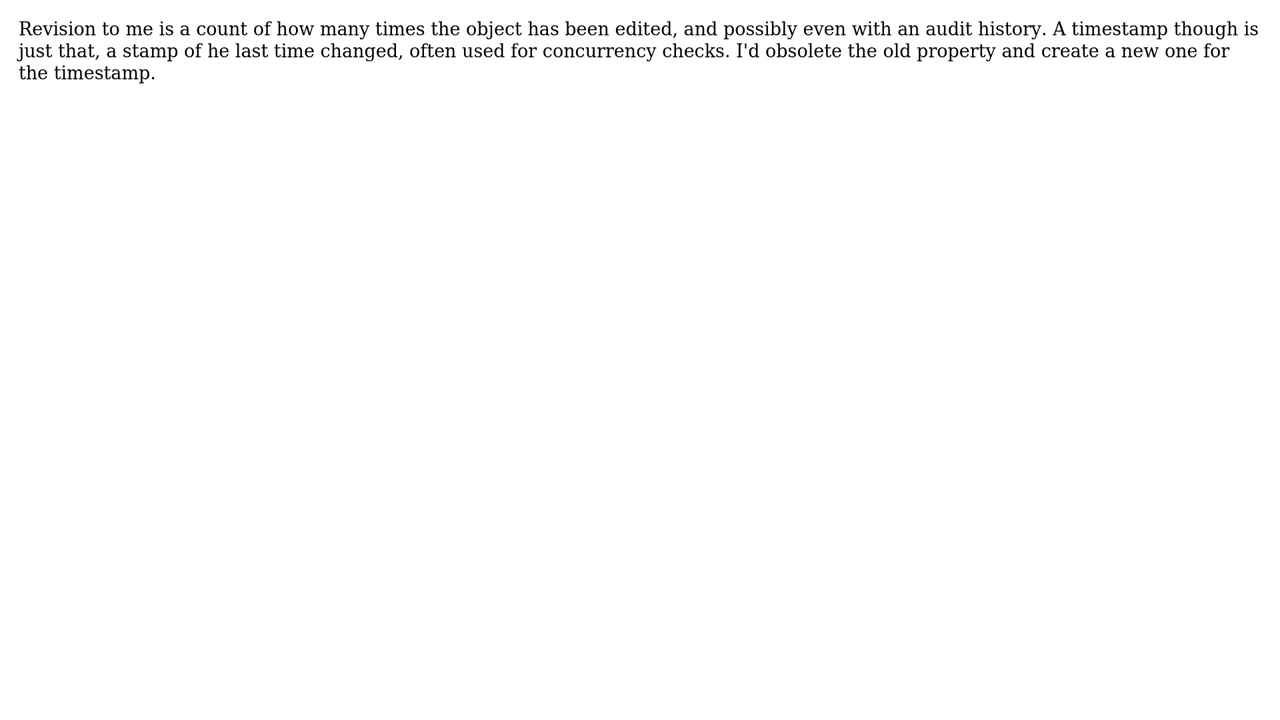 Revision to me is a count of how many times the object has been edited, and possibly even with an audit history. A timestamp though is
just that, a stamp of he last time changed, often used for concurrency checks. I'd obsolete the old property and create a new one for
the timestamp.